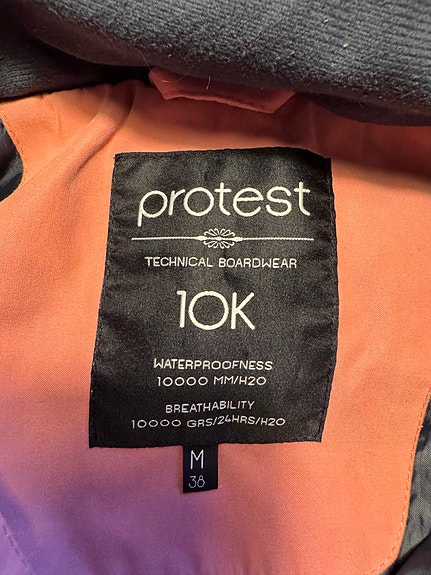 protest
TECHNICAL BOARDWEAR
10K
WATERPROOFNESS
10000 MM/H2O
BREATHABILITY
10000 GRS/24HRS/H2O
M
38